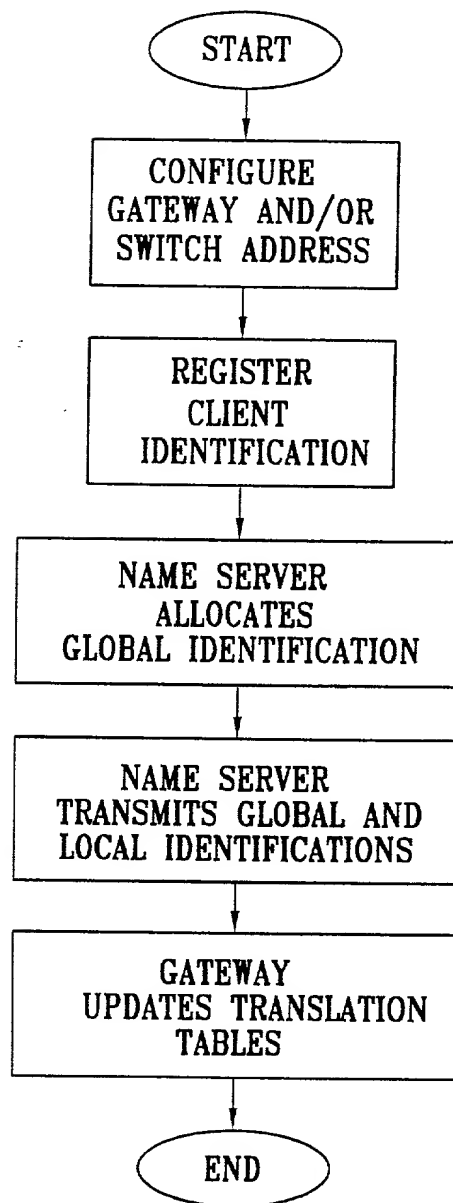 START
CONFIGURE
GATEWAY AND/OR
SWITCH ADDRESS
REGISTER
CLIENT
IDENTIFICATION
NAME SERVER
ALLOCATES
GLOBAL IDENTIFICATION
NAME SERVER
TRANSMITS GLOBAL AND
LOCAL IDENTIFICATIONS
GATEWAY
UPDATES TRANSLATION
TABLES
END